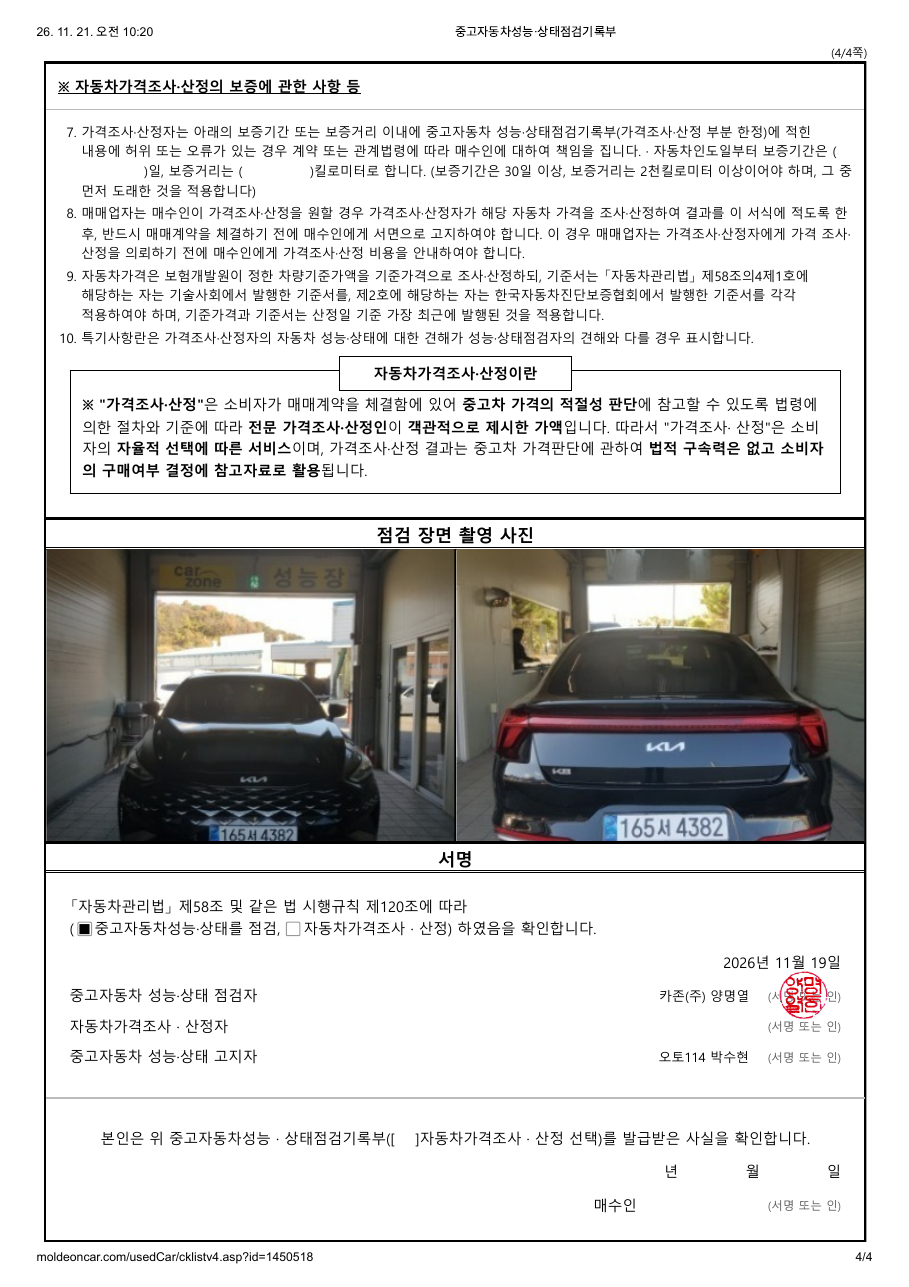 26. 11. 21. 오전 10:20
중고자동차성능·상태점검기록부
(4/4쪽)
※ 자동차가격조사·산정의 보증에 관한 사항 등
7. 가격조사·산정자는 아래의 보증기간 또는 보증거리 이내에 중고자동차 성능·상태점검기록부(가격조사·산정 부분 한정)에 적힌
내용에 허위 또는 오류가 있는 경우 계약 또는 관계법령에 따라 매수인에 대하여 책임을 집니다. · 자동차인도일부터 보증기간은 (
)일, 보증거리는 ( )킬로미터로 합니다. (보증기간은 30일 이상, 보증거리는 2천킬로미터 이상이어야 하며, 그 중
먼저 도래한 것을 적용합니다)
8. 매매업자는 매수인이 가격조사·산정을 원할 경우 가격조사·산정자가 해당 자동차 가격을 조사·산정하여 결과를 이 서식에 적도록 한
후, 반드시 매매계약을 체결하기 전에 매수인에게 서면으로 고지하여야 합니다. 이 경우 매매업자는 가격조사·산정자에게 가격 조사·
산정을 의뢰하기 전에 매수인에게 가격조사·산정 비용을 안내하여야 합니다.
9. 자동차가격은 보험개발원이 정한 차량기준가액을 기준가격으로 조사·산정하되, 기준서는「자동차관리법」제58조의4제1호에
해당하는 자는 기술사회에서 발행한 기준서를, 제2호에 해당하는 자는 한국자동차진단보증협회에서 발행한 기준서를 각각
적용하여야 하며, 기준가격과 기준서는 산정일 기준 가장 최근에 발행된 것을 적용합니다.
10. 특기사항란은 가격조사·산정자의 자동차 성능·상태에 대한 견해가 성능·상태점검자의 견해와 다를 경우 표시합니다.
자동차가격조사·산정이란
※ "가격조사·산정"은 소비자가 매매계약을 체결함에 있어 중고차 가격의 적절성 판단에 참고할 수 있도록 법령에
의한 절차와 기준에 따라 전문 가격조사·산정인이 객관적으로 제시한 가액입니다. 따라서 "가격조사· 산정"은 소비
자의 자율적 선택에 따른 서비스이며, 가격조사·산정 결과는 중고차 가격판단에 관하여 법적 구속력은 없고 소비자
의 구매여부 결정에 참고자료로 활용됩니다.
점검 장면 촬영 사진
car zone 성능장
KIA
165서 4382
KIA
K8
165서 4382
서명
「자동차관리법」 제58조 및 같은 법 시행규칙 제120조에 따라
( ▣ 중고자동차성능·상태를 점검, □ 자동차가격조사 · 산정) 하였음을 확인합니다.
2026년 11월 19일
중고자동차 성능·상태 점검자 카존(주) 양명열 (서명 또는 인)
자동차가격조사 · 산정자 (서명 또는 인)
중고자동차 성능·상태 고지자 오토114 박수현 (서명 또는 인)
본인은 위 중고자동차성능 · 상태점검기록부([ ]자동차가격조사 · 산정 선택)를 발급받은 사실을 확인합니다.
년 월 일
매수인 (서명 또는 인)
moldeoncar.com/usedCar/cklistv4.asp?id=1450518
4/4